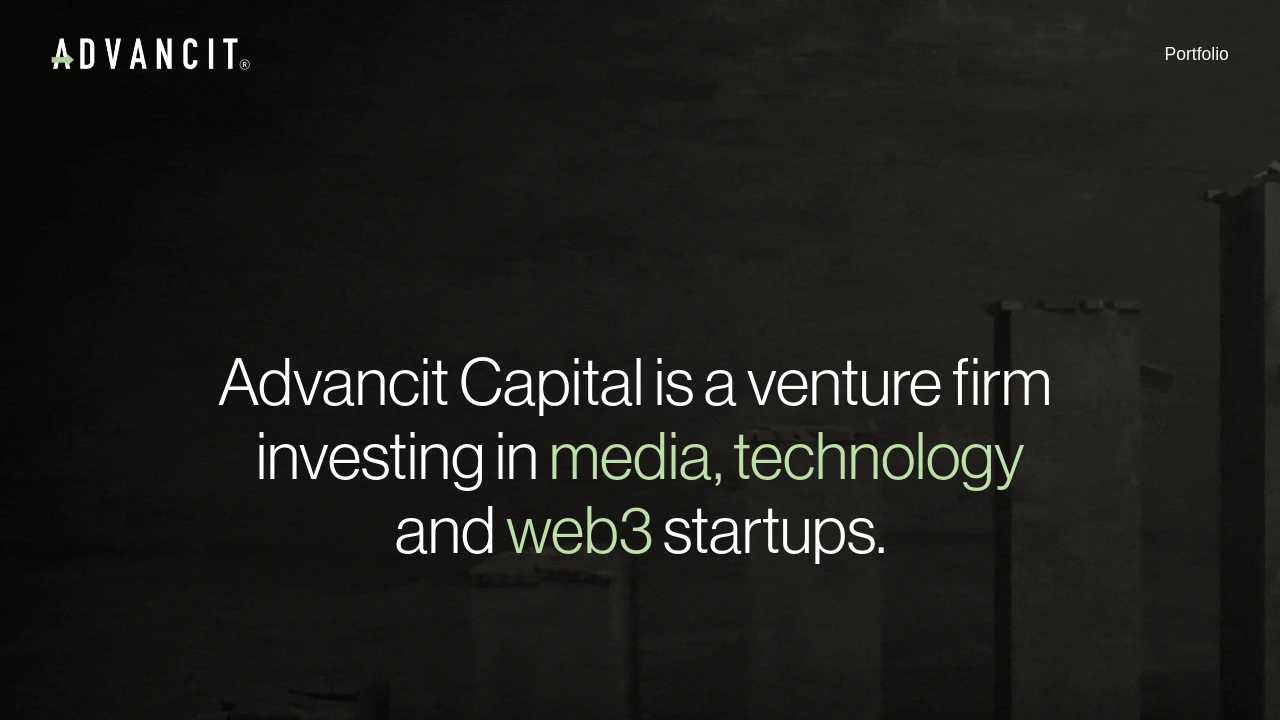 ADVANCIT®
Portfolio
Advancit Capital is a venture firm
investing in media, technology
and web3 startups.